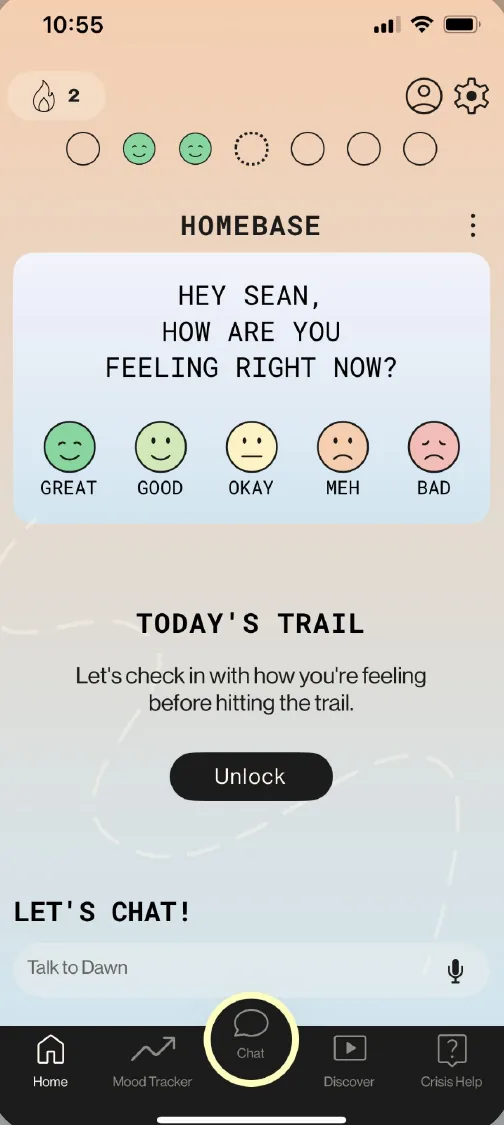 10:55
2
HOMEBASE
HEY SEAN,
HOW ARE YOU
FEELING RIGHT NOW?
GREAT GOOD OKAY MEH BAD
TODAY'S TRAIL
Let's check in with how you're feeling
before hitting the trail.
Unlock
LET'S CHAT!
Talk to Dawn
Home Mood Tracker Chat Discover Crisis Help